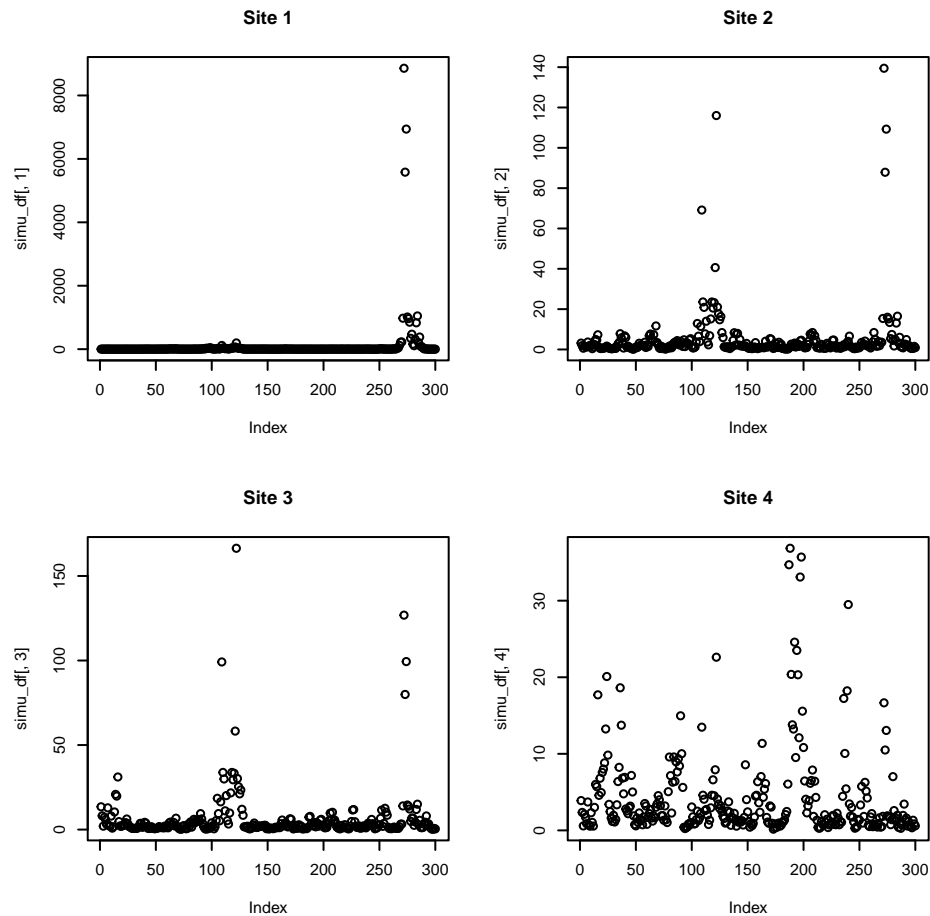 Site 1
8000
6000
4000
2000
0
simu_df[, 1]
0 50 100 150 200 250 300
Index
Site 2
140
120
100
80
60
40
20
0
simu_df[, 2]
0 50 100 150 200 250 300
Index
Site 3
150
100
50
0
simu_df[, 3]
0 50 100 150 200 250 300
Index
Site 4
30
20
10
0
simu_df[, 4]
0 50 100 150 200 250 300
Index